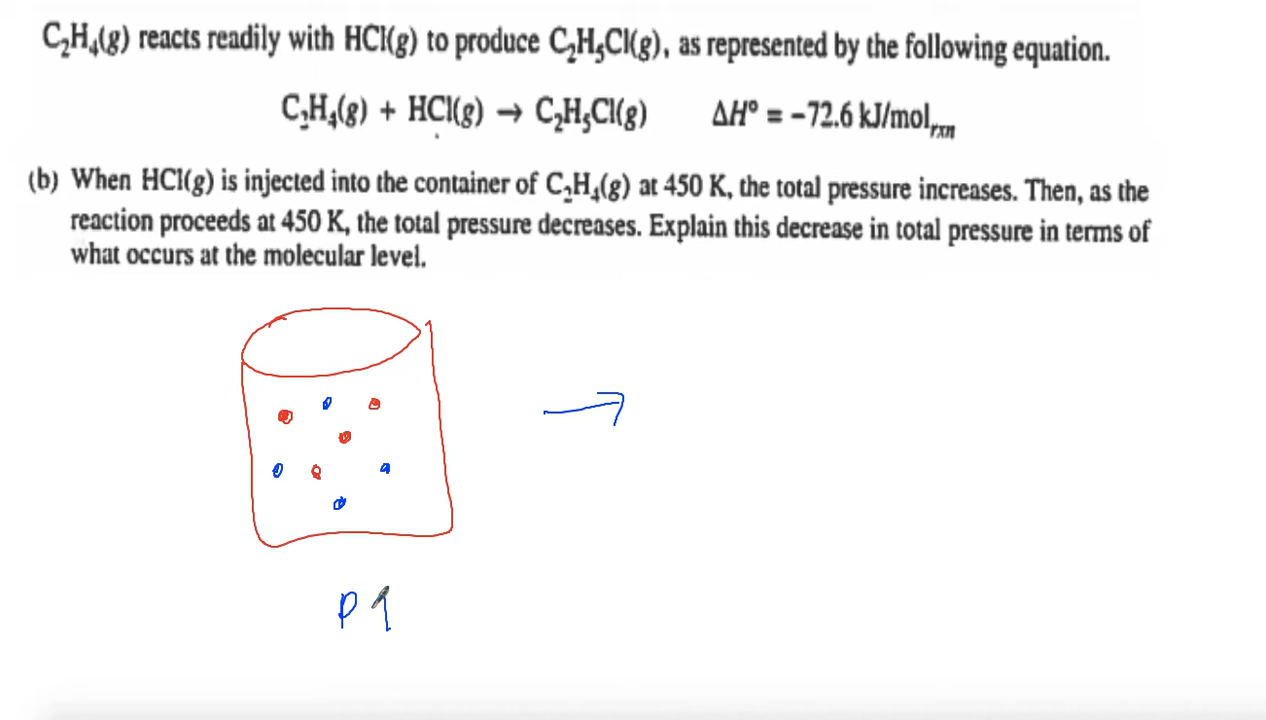 C₂H₄(g) reacts readily with HCl(g) to produce C₂H₅Cl(g), as represented by the following equation.
C₂H₄(g) + HCl(g) → C₂H₅Cl(g) ΔH° = −72.6 kJ/molᵣₓₙ
(b) When HCl(g) is injected into the container of C₂H₄(g) at 450 K, the total pressure increases. Then, as the
reaction proceeds at 450 K, the total pressure decreases. Explain this decrease in total pressure in terms of
what occurs at the molecular level.
P ↑